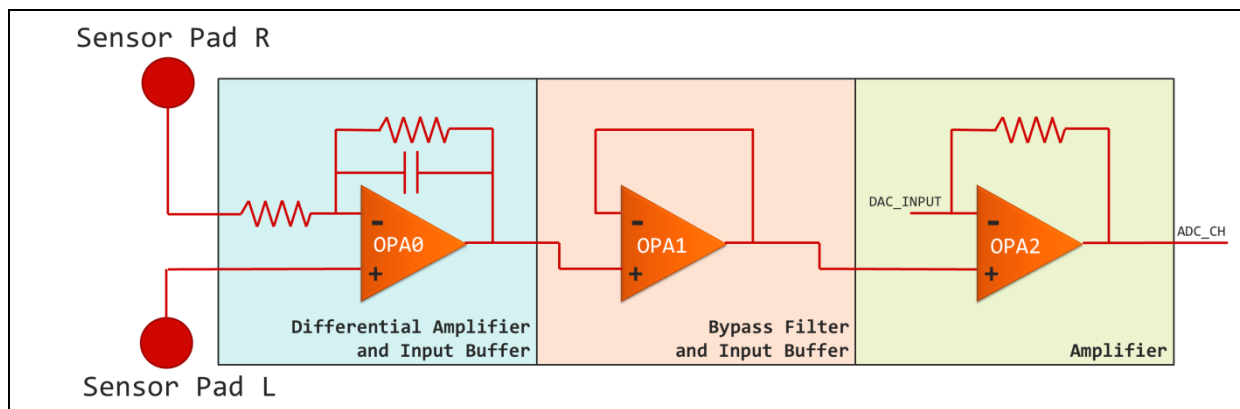 Sensor Pad R
-
OPA0
+
Differential Amplifier
and Input Buffer
-
OPA1
+
Bypass Filter
and Input Buffer
DAC_INPUT
-
OPA2
+
ADC_CH
Amplifier
Sensor Pad L